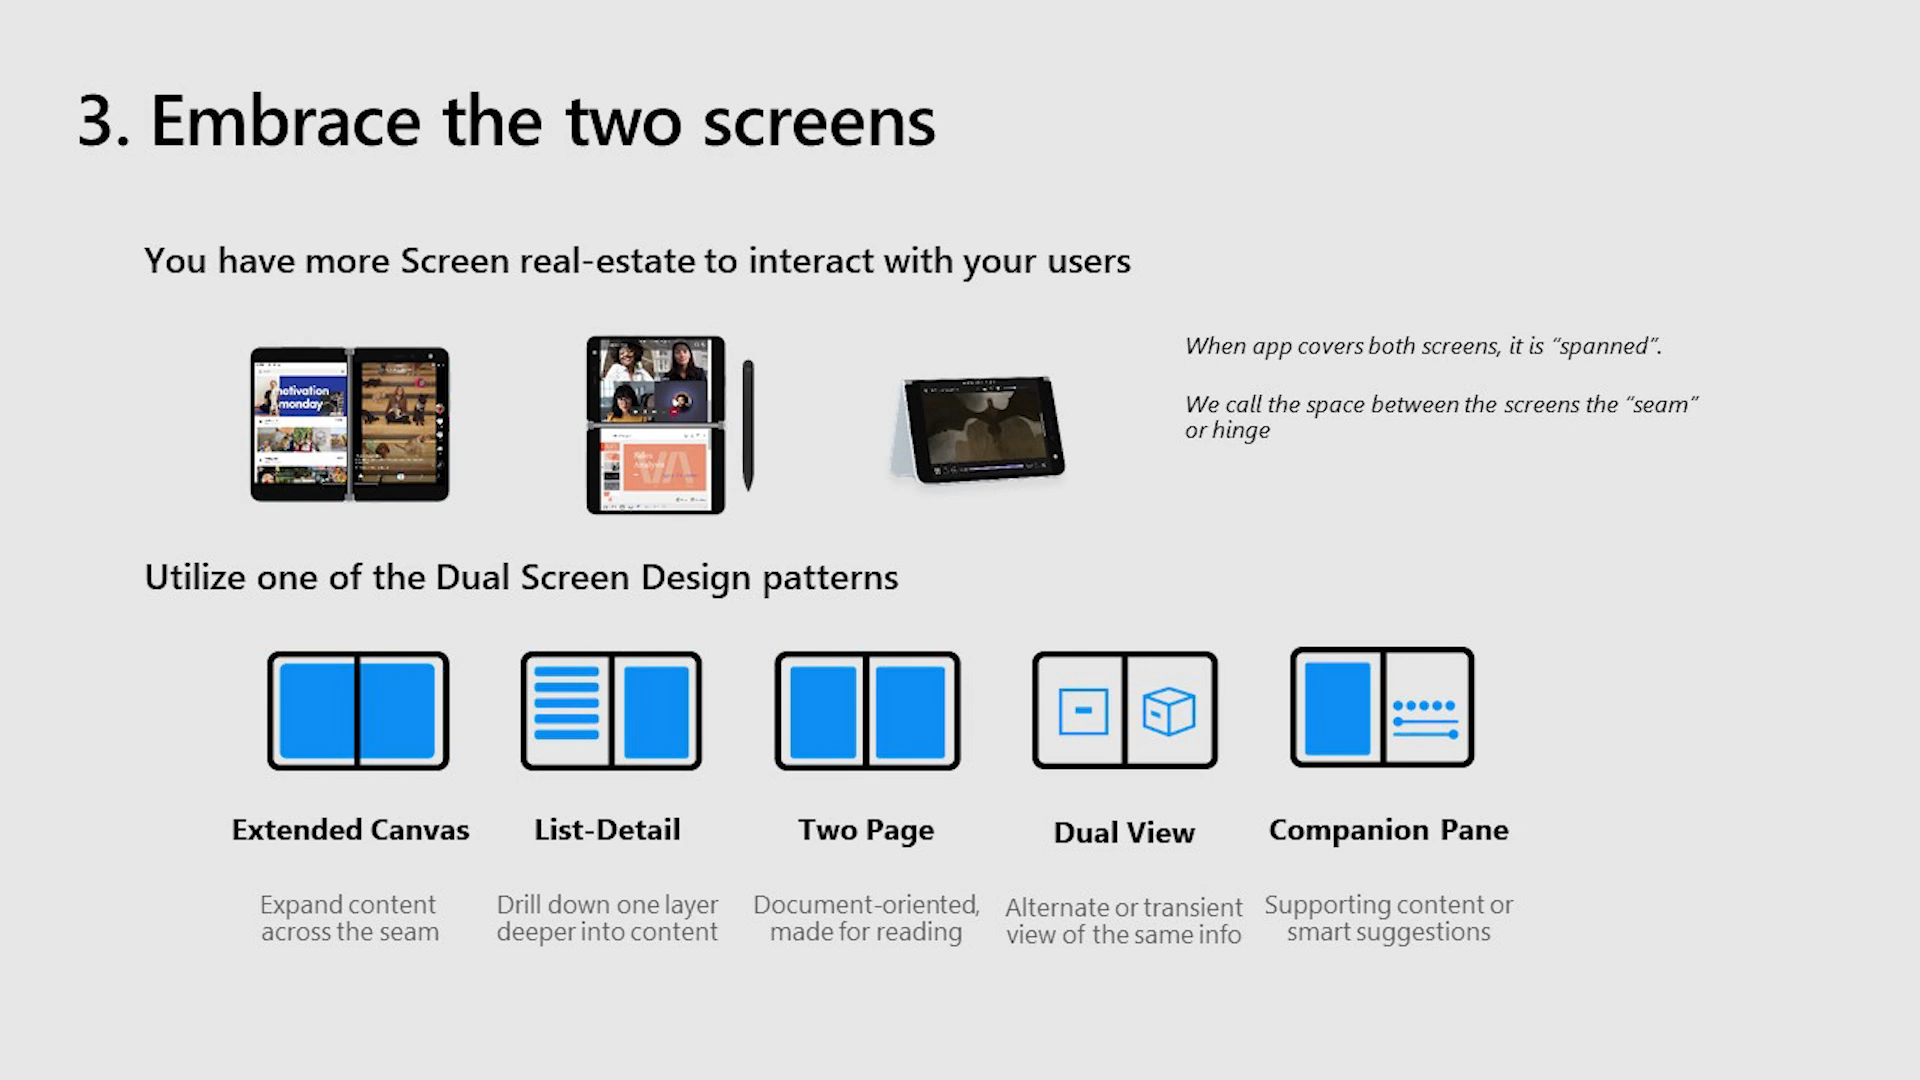 3. Embrace the two screens
You have more Screen real-estate to interact with your users
motivation
monday
When app covers both screens, it is “spanned”.
We call the space between the screens the “seam”
or hinge
Utilize one of the Dual Screen Design patterns
Extended Canvas
List-Detail
Two Page
Dual View
Companion Pane
Expand content
across the seam
Drill down one layer
deeper into content
Document-oriented,
made for reading
Alternate or transient
view of the same info
Supporting content or
smart suggestions